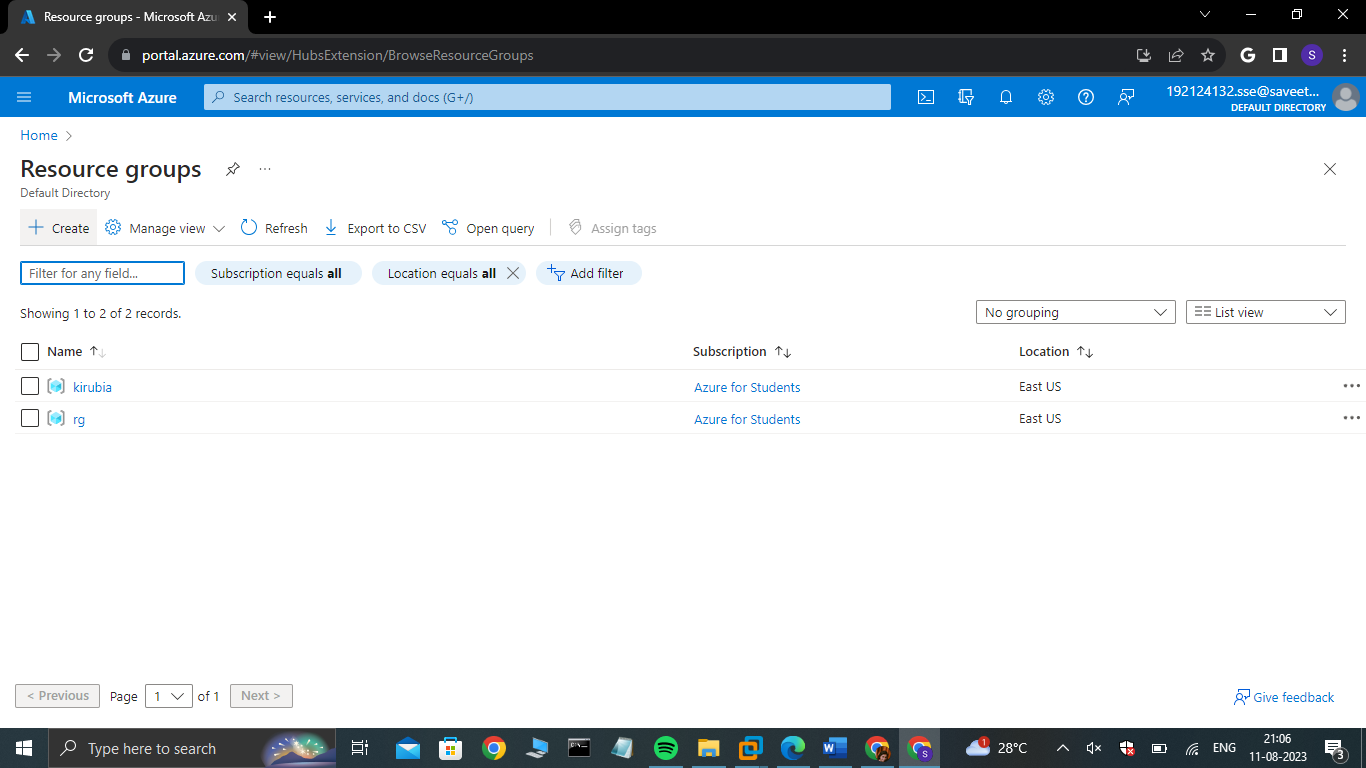 Resource groups - Microsoft Azu
portal.azure.com/#view/HubsExtension/BrowseResourceGroups
S
Microsoft Azure
Search resources, services, and docs (G+/)
192124132.sse@saveet...
DEFAULT DIRECTORY
Home
Resource groups
Default Directory
Create Manage view Refresh Export to CSV Open query Assign tags
Filter for any field... Subscription equals all Location equals all Add filter
Showing 1 to 2 of 2 records. No grouping List view
Name Subscription Location
kirubia Azure for Students East US
rg Azure for Students East US
< Previous Page 1 of 1 Next > Give feedback
Type here to search
1 28°C ENG 21:06
11-08-2023
3